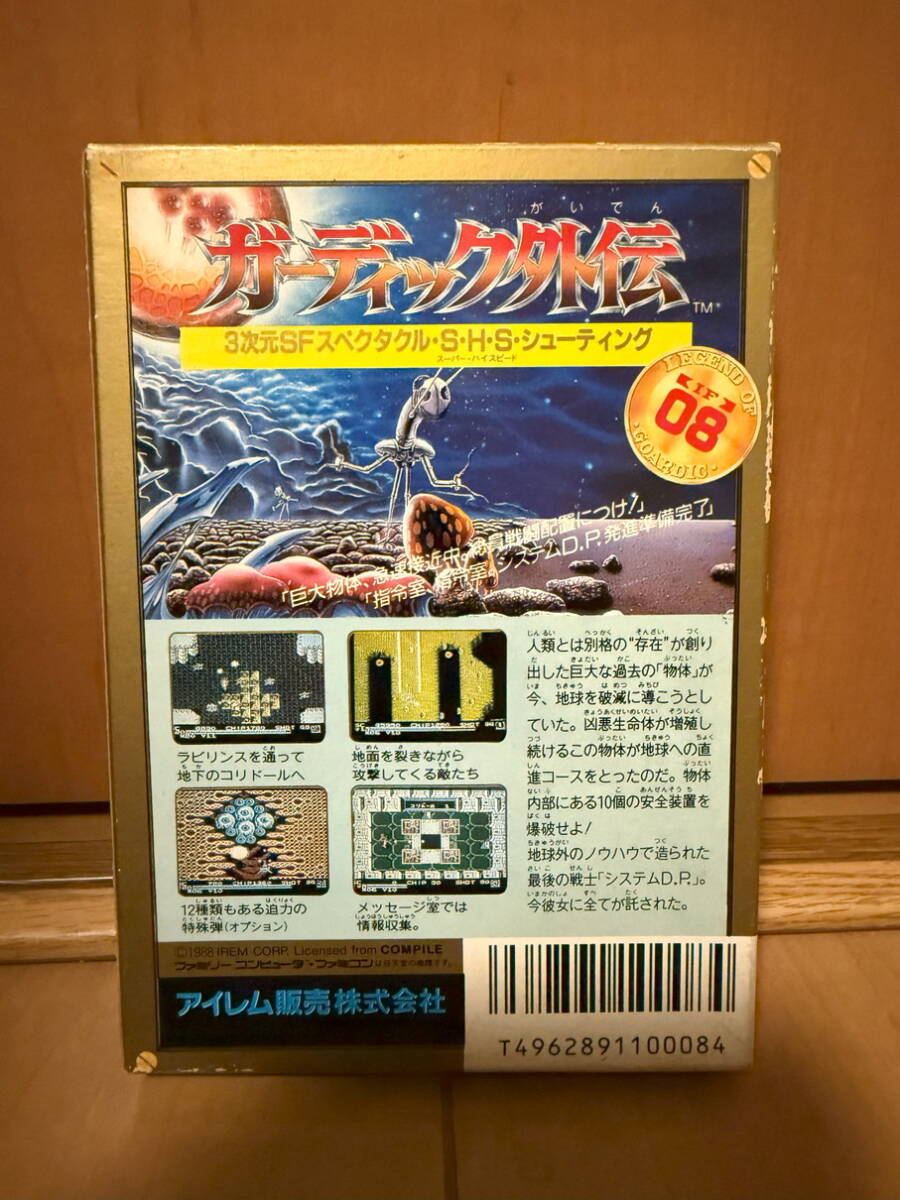 がいでん
ガーディック外伝
TM
3次元SFスペクタクル・S・H・S・シューティング
スーパー・ハイスピード
LEGEND OF
IF
08
・GOARDIC・
「巨大物体、急速接近中。総員戦闘配置につけ！」
「指令室、指令室、システムD.P.発進準備完了」
ラビリンスを通って
地下のコリドールへ
地面を裂きながら
攻撃してくる敵たち
12種類もある迫力の
特殊弾(オプション)
メッセージ室では
情報収集。
人類とは別格の"存在"が創り
出した巨大な過去の「物体」が
今、地球を破滅に導こうとし
ていた。凶悪生命体が増殖し
続けるこの物体が地球への直
進コースをとったのだ。物体
内部にある10個の安全装置を
爆破せよ！
地球外のノウハウで造られた
最後の戦士「システムD.P.」。
今彼女に全てが託された。
©1988 IREM CORP. Licensed from COMPILE
ファミリーコンピュータ・ファミコンは任天堂の商標です。
アイレム販売株式会社
T4962891100084